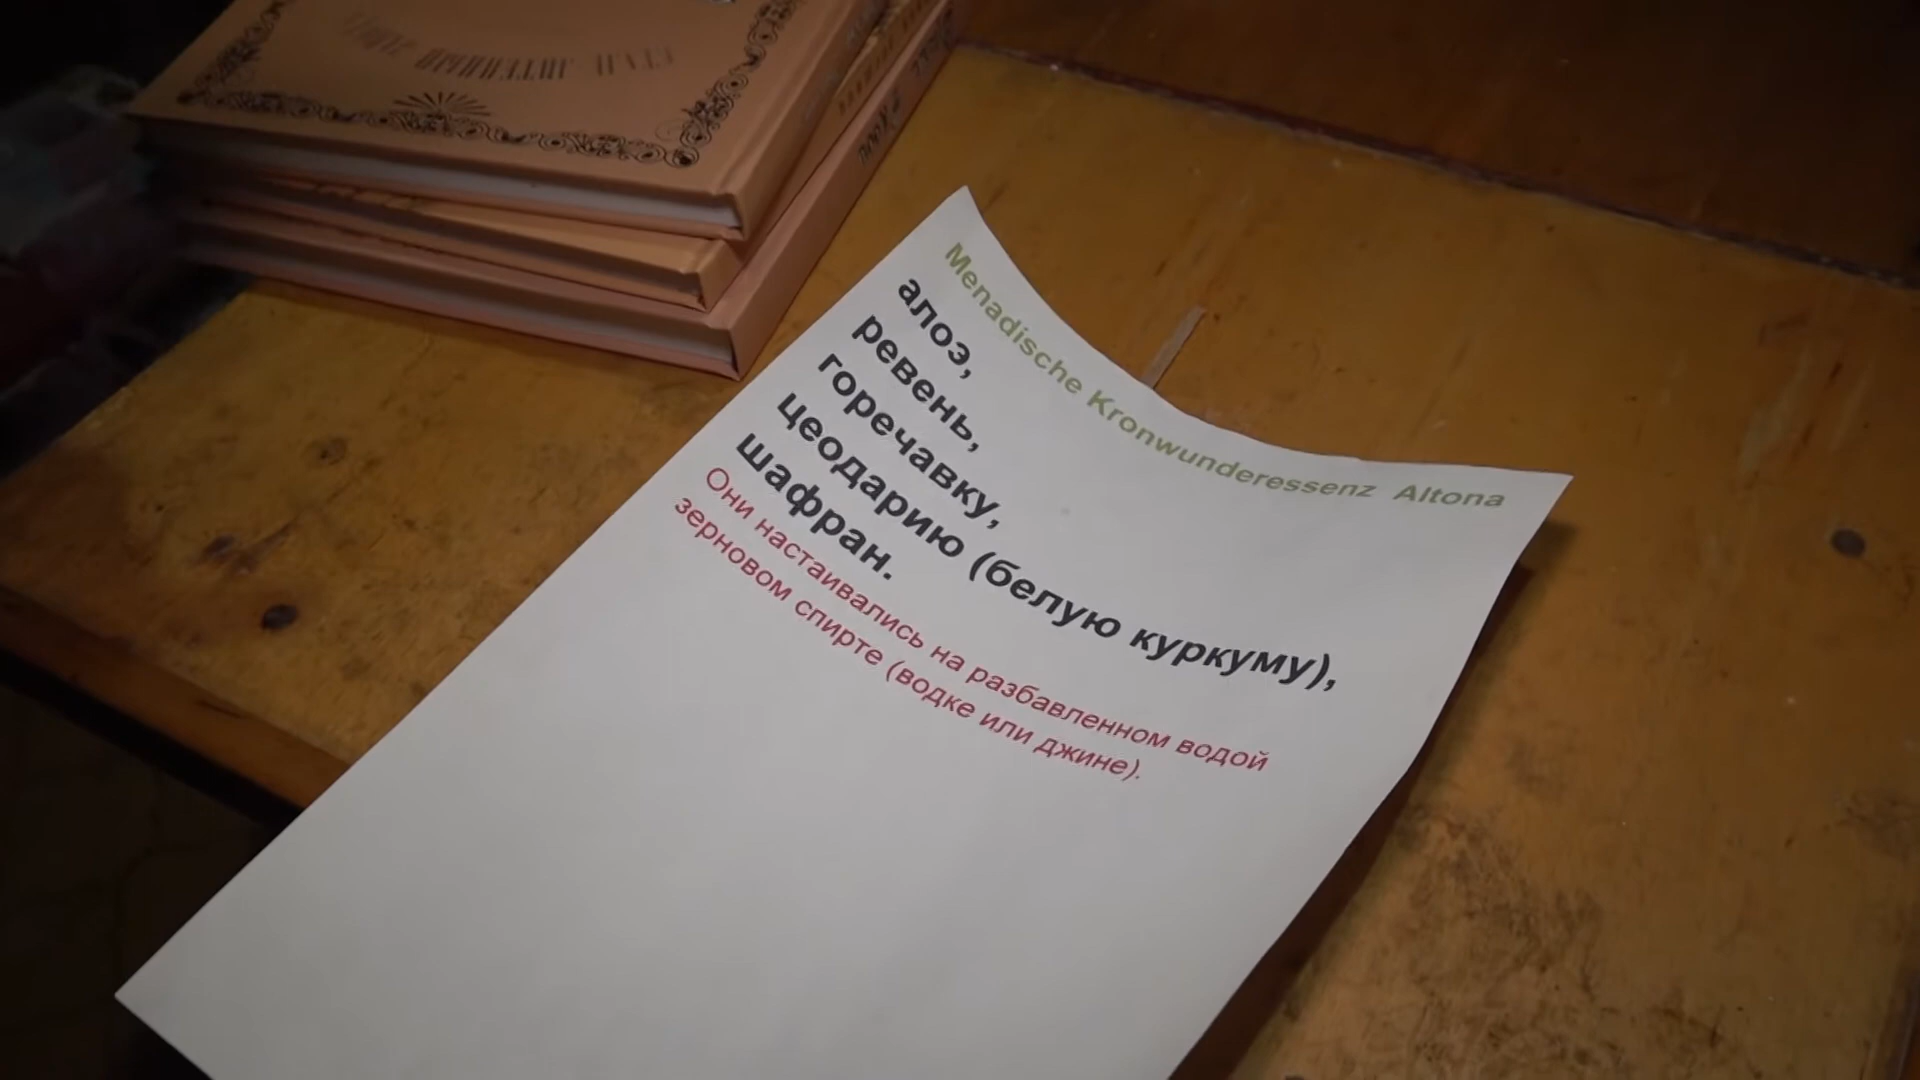 Menadische Kronwunderessenz Altona
алоэ,
ревень,
горечавку,
цеодарию (белую куркуму),
шафран.
Они настаивались на разбавленном водой
зерновом спирте (водке или джине).